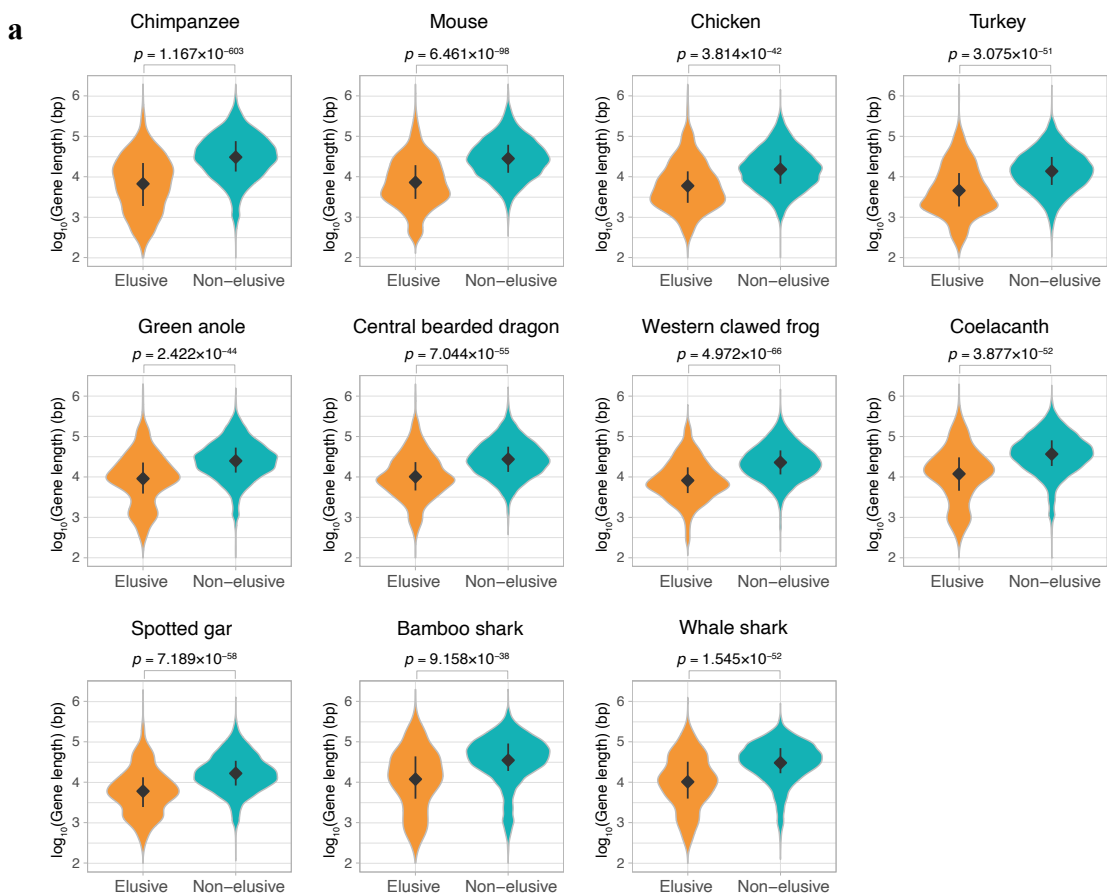 a
Chimpanzee
p = 1.167×10⁻⁶⁰³
log₁₀(Gene length) (bp)
6
5
4
3
2
Elusive Non−elusive
Mouse
p = 6.461×10⁻⁹⁸
log₁₀(Gene length) (bp)
6
5
4
3
2
Elusive Non−elusive
Chicken
p = 3.814×10⁻⁴²
log₁₀(Gene length) (bp)
6
5
4
3
2
Elusive Non−elusive
Turkey
p = 3.075×10⁻⁵¹
log₁₀(Gene length) (bp)
6
5
4
3
2
Elusive Non−elusive
Green anole
p = 2.422×10⁻⁴⁴
log₁₀(Gene length) (bp)
6
5
4
3
2
Elusive Non−elusive
Central bearded dragon
p = 7.044×10⁻⁵⁵
log₁₀(Gene length) (bp)
6
5
4
3
2
Elusive Non−elusive
Western clawed frog
p = 4.972×10⁻⁶⁶
log₁₀(Gene length) (bp)
6
5
4
3
2
Elusive Non−elusive
Coelacanth
p = 3.877×10⁻⁵²
log₁₀(Gene length) (bp)
6
5
4
3
2
Elusive Non−elusive
Spotted gar
p = 7.189×10⁻⁵⁸
log₁₀(Gene length) (bp)
6
5
4
3
2
Elusive Non−elusive
Bamboo shark
p = 9.158×10⁻³⁸
log₁₀(Gene length) (bp)
6
5
4
3
2
Elusive Non−elusive
Whale shark
p = 1.545×10⁻⁵²
log₁₀(Gene length) (bp)
6
5
4
3
2
Elusive Non−elusive